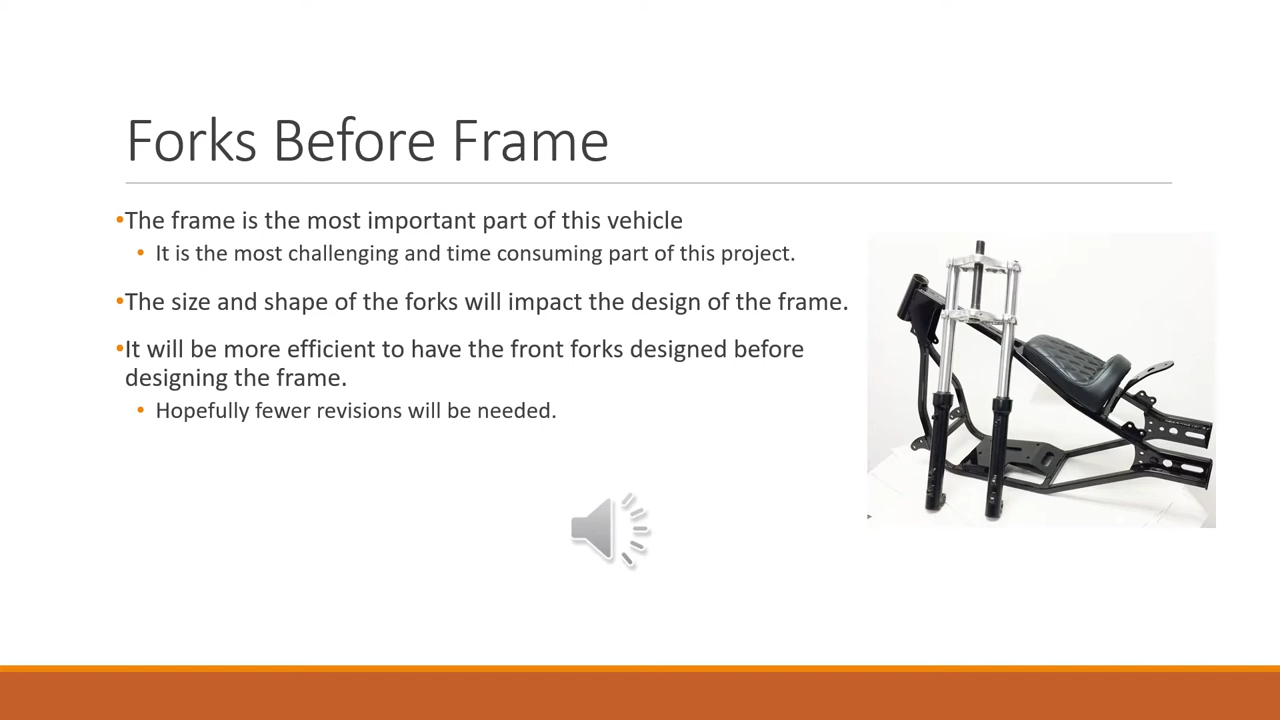 Forks Before Frame
•The frame is the most important part of this vehicle
• It is the most challenging and time consuming part of this project.
•The size and shape of the forks will impact the design of the frame.
•It will be more efficient to have the front forks designed before
designing the frame.
• Hopefully fewer revisions will be needed.